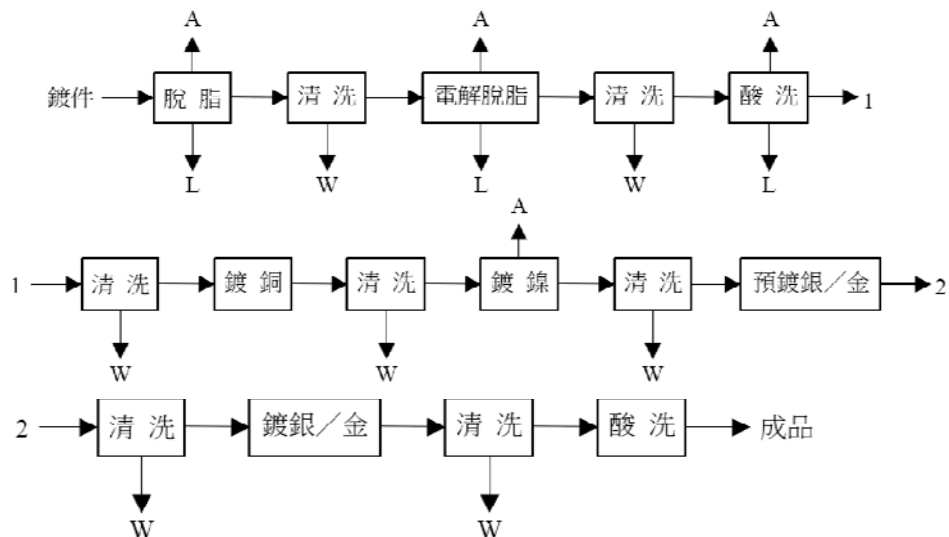 A A A
鍍件 脫脂 清洗 電解脫脂 清洗 酸洗 1
L W L W L
A
1 清洗 鍍銅 清洗 鍍鎳 清洗 預鍍銀／金 2
W W W
2 清洗 鍍銀／金 清洗 酸洗 成品
W W